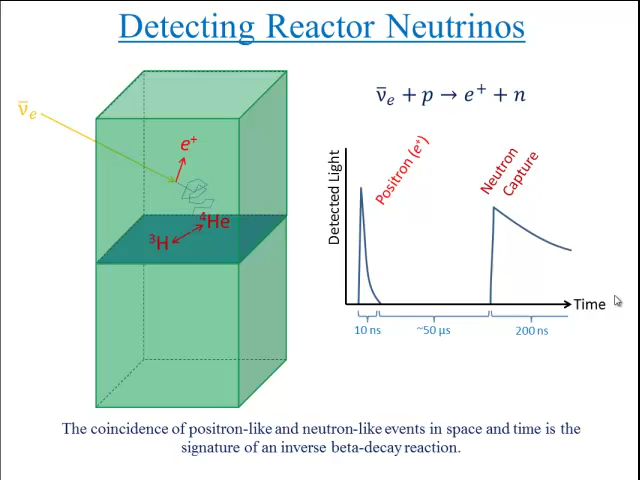 Detecting Reactor Neutrinos
ν̅ₑ
ν̅ₑ + p → e⁺ + n
e⁺
⁴He
³H
Detected Light
Positron (e⁺)
Neutron
Capture
Time
10 ns
~50 µs
200 ns
The coincidence of positron-like and neutron-like events in space and time is the
signature of an inverse beta-decay reaction.